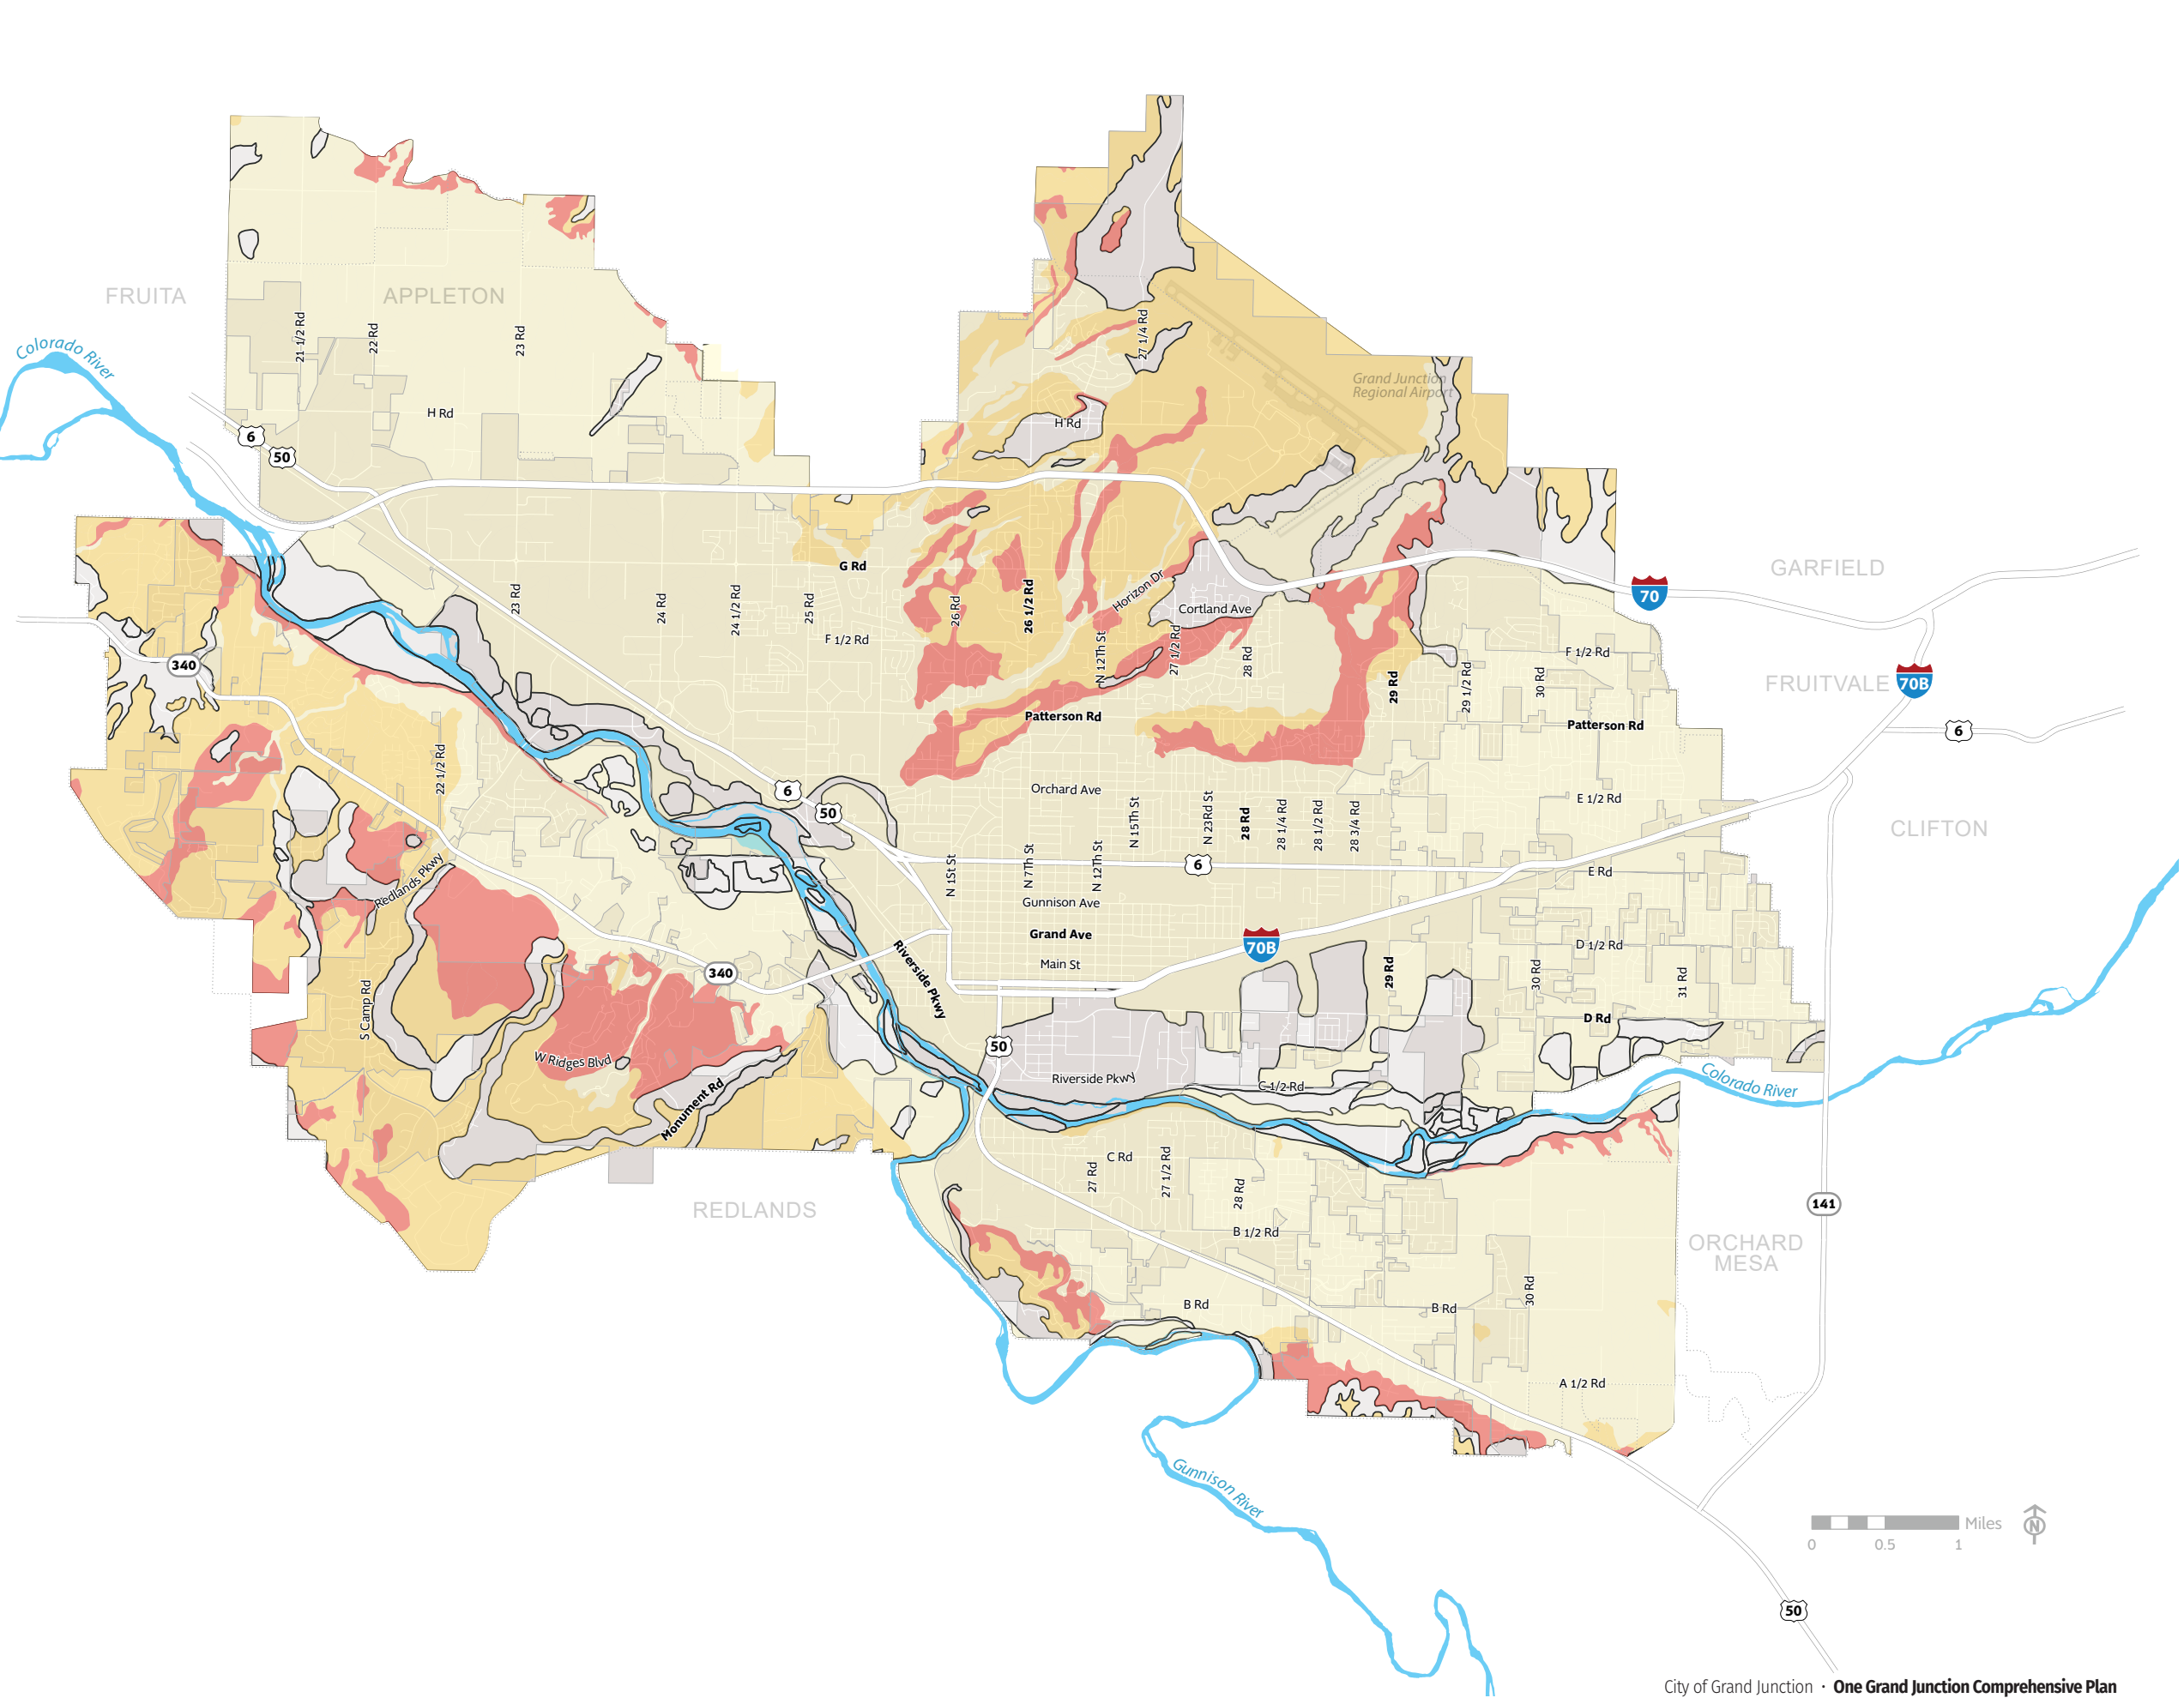 FRUITA
APPLETON
21 1/2 Rd
22 Rd
23 Rd
27 1/4 Rd
Colorado River
Grand Junction
Regional Airport
H Rd
H Rd
6
50
GARFIELD
G Rd
70
Horizon Dr
23 Rd
24 Rd
24 1/2 Rd
25 Rd
26 Rd
26 1/2 Rd
Cortland Ave
F 1/2 Rd
N 12Th St
27 1/2 Rd
28 Rd
29 Rd
29 1/2 Rd
30 Rd
F 1/2 Rd
340
FRUITVALE
70B
Patterson Rd
Patterson Rd
6
22 1/2 Rd
6
50
Orchard Ave
E 1/2 Rd
N 15Th St
N 23Rd St
28 Rd
28 1/4 Rd
28 1/2 Rd
28 3/4 Rd
CLIFTON
Redlands Pkwy
N 1St St
N 7Th St
N 12Th St
6
E Rd
Gunnison Ave
Grand Ave
70B
D 1/2 Rd
Main St
340
Riverside Pkwy
29 Rd
30 Rd
31 Rd
S Camp Rd
D Rd
50
W Ridges Blvd
Riverside Pkwy
C 1/2 Rd
Colorado River
Monument Rd
C Rd
27 Rd
27 1/2 Rd
28 Rd
REDLANDS
141
B 1/2 Rd
ORCHARD
MESA
30 Rd
B Rd
B Rd
A 1/2 Rd
Gunnison River
Miles
N
0
0.5
1
50
City of Grand Junction · One Grand Junction Comprehensive Plan